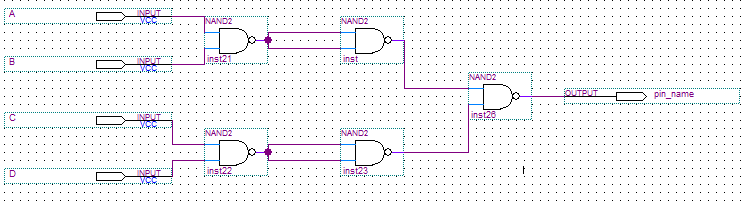 A INPUT VCC
NAND2
inst21
NAND2
inst
B INPUT VCC
NAND2
inst26
OUTPUT pin_name
C INPUT VCC
NAND2
inst22
NAND2
inst23
D INPUT VCC